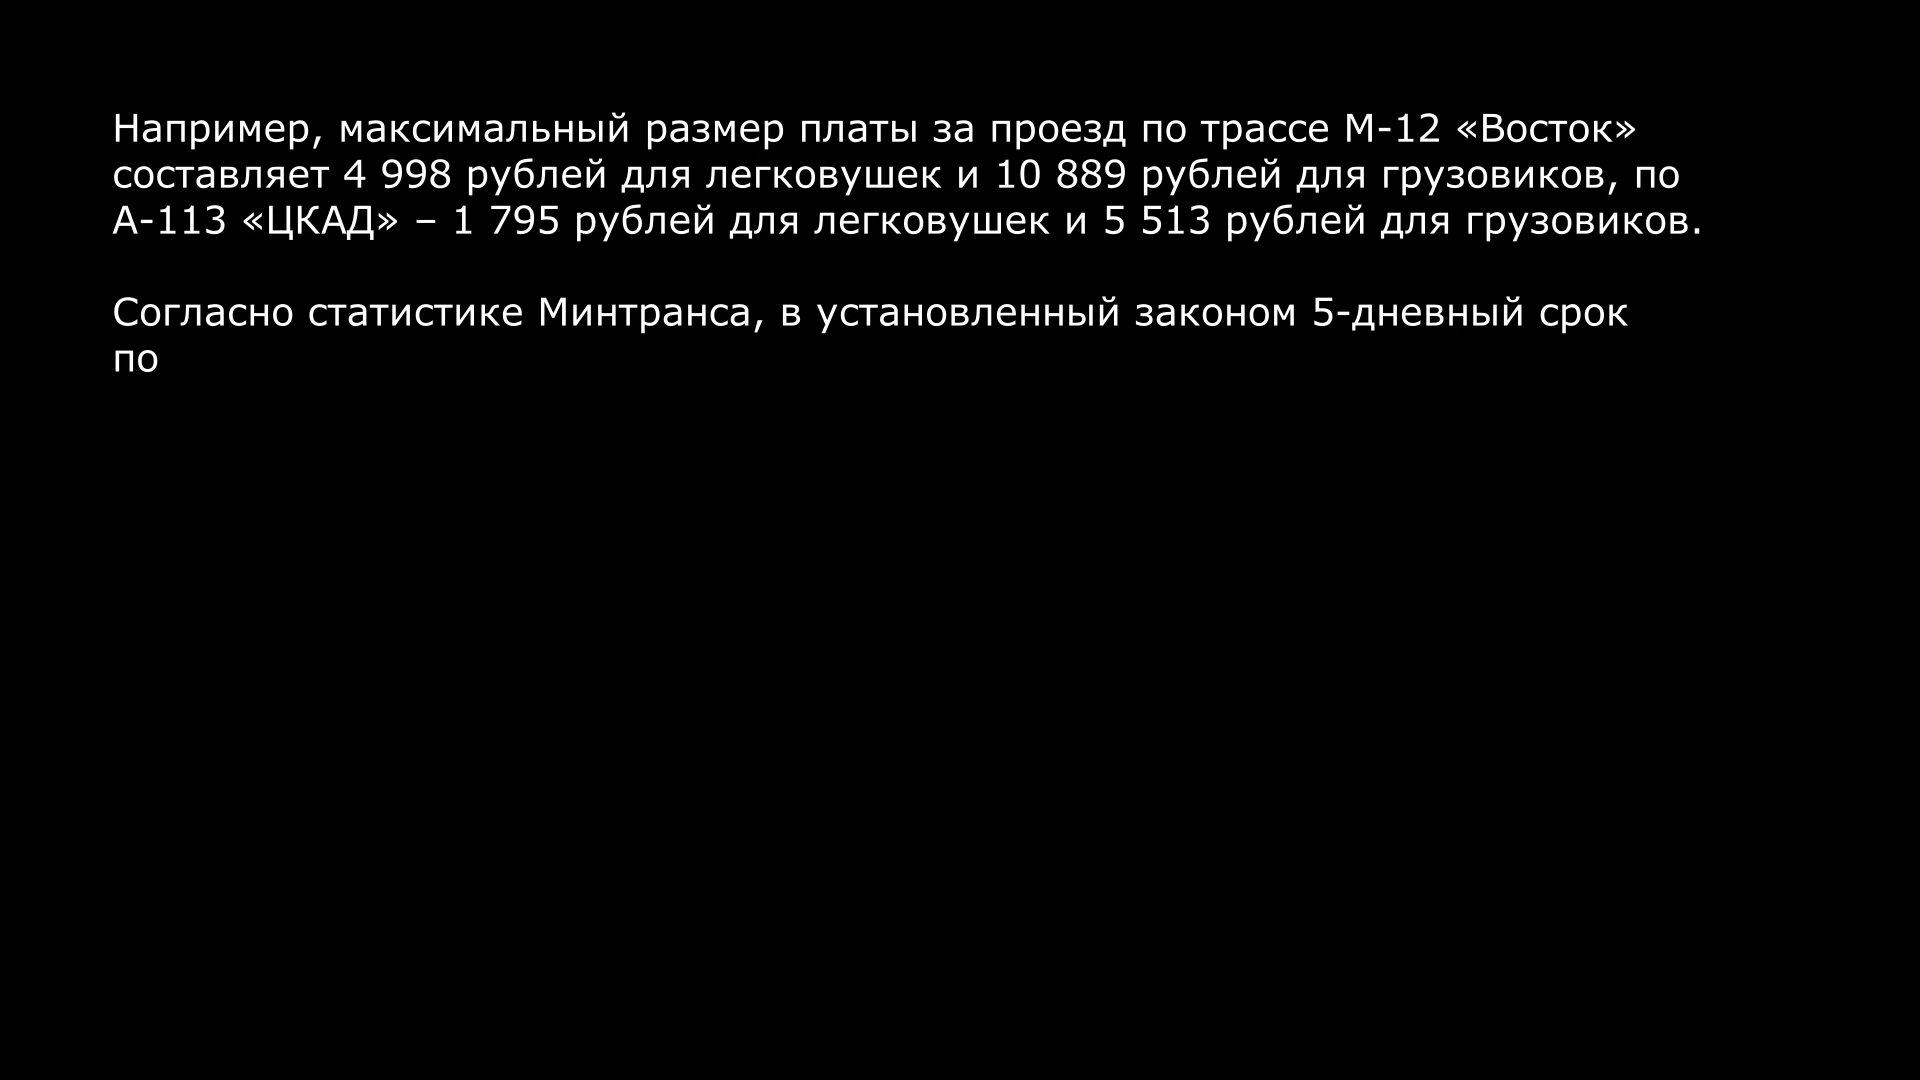 Например, максимальный размер платы за проезд по трассе М-12 «Восток»
составляет 4 998 рублей для легковушек и 10 889 рублей для грузовиков, по
А-113 «ЦКАД» – 1 795 рублей для легковушек и 5 513 рублей для грузовиков.
Согласно статистике Минтранса, в установленный законом 5-дневный срок
по